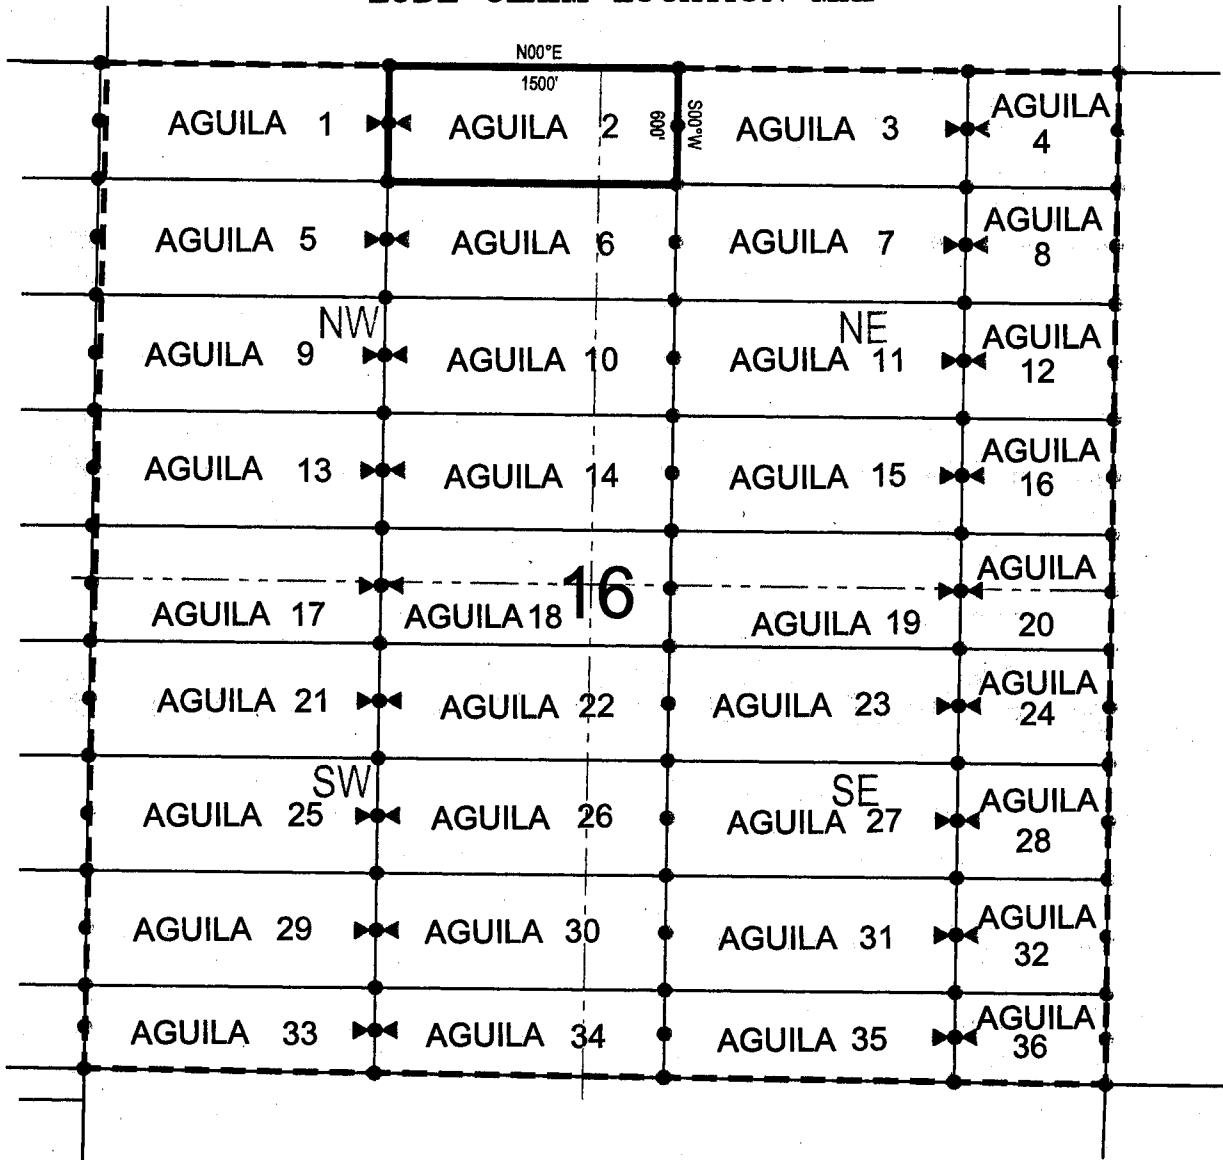 N00°E
1500'
AGUILA 1
AGUILA 2
600'
S00°W
AGUILA 3
AGUILA
4
AGUILA 5
AGUILA 6
AGUILA 7
AGUILA
8
NW
NE
AGUILA 9
AGUILA 10
AGUILA 11
AGUILA
12
AGUILA 13
AGUILA 14
AGUILA 15
AGUILA
16
16
AGUILA 17
AGUILA 18
AGUILA 19
AGUILA
20
AGUILA 21
AGUILA 22
AGUILA 23
AGUILA
24
SW
SE
AGUILA 25
AGUILA 26
AGUILA 27
AGUILA
28
AGUILA 29
AGUILA 30
AGUILA 31
AGUILA
32
AGUILA 33
AGUILA 34
AGUILA 35
AGUILA
36